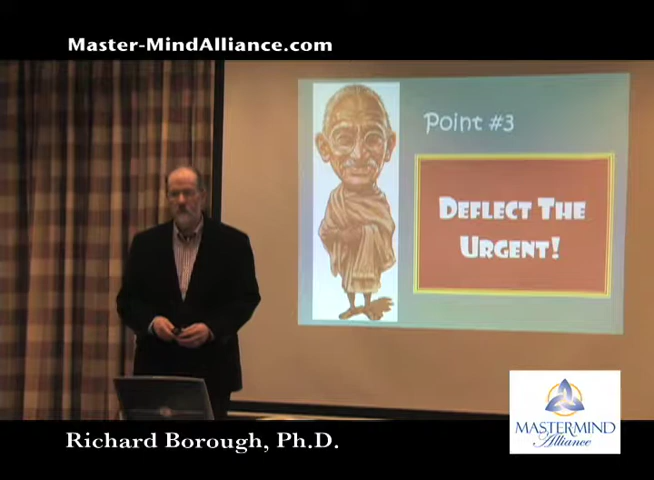 Master-MindAlliance.com
Point #3
DEFLECT THE
URGENT!
Richard Borough, Ph.D.
MASTERMIND
Alliance